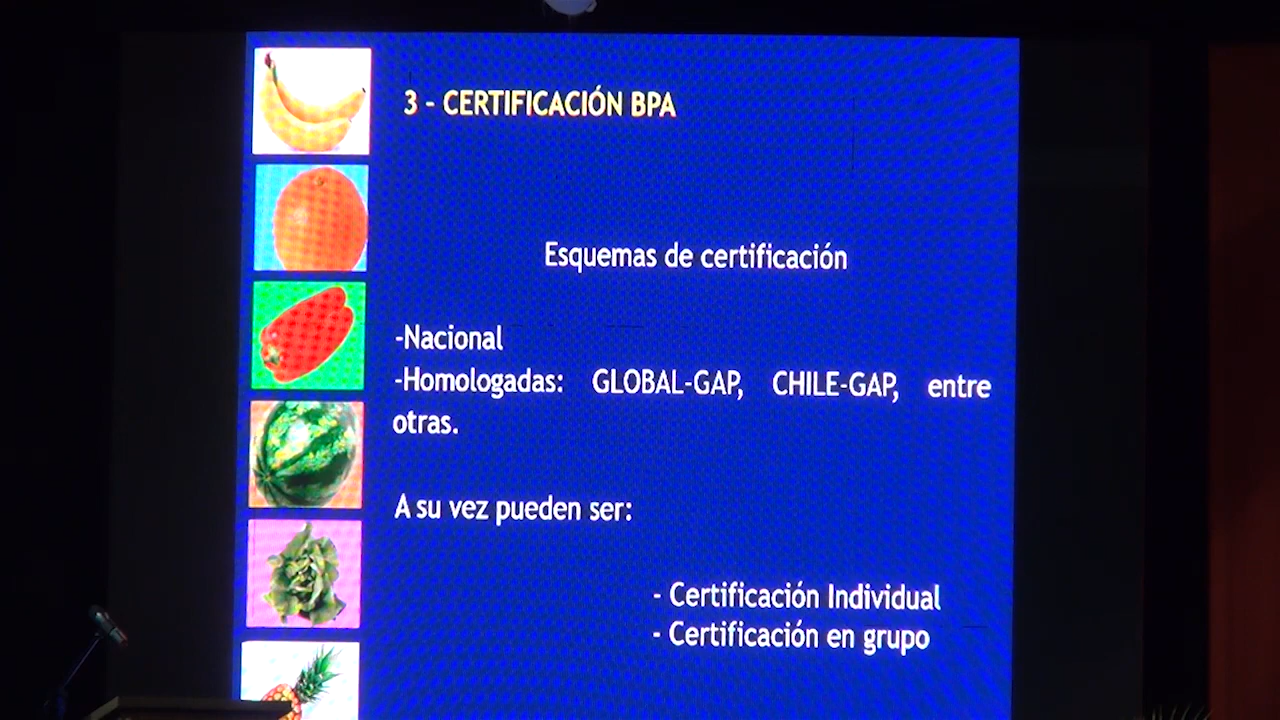 3 - CERTIFICACIÓN BPA
Esquemas de certificación
-Nacional
-Homologadas: GLOBAL-GAP, CHILE-GAP, entre
otras.
A su vez pueden ser:
- Certificación Individual
- Certificación en grupo